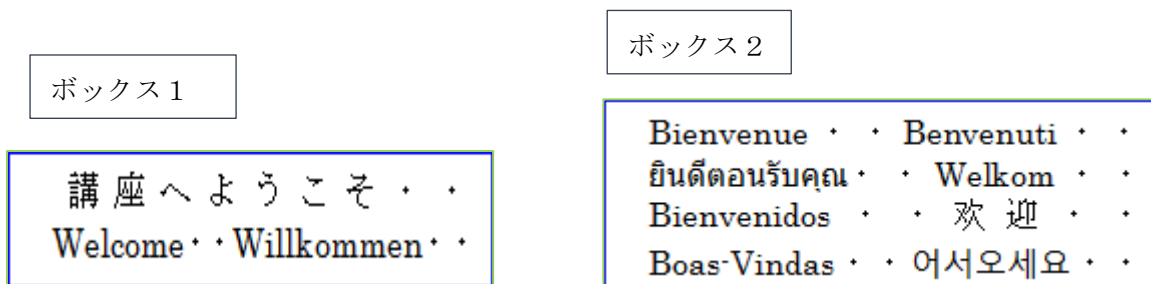 ボックス1
講座へようこそ・・
Welcome・・Willkommen・・
ボックス2
Bienvenue・・Benvenuti・・
ยินดีตอนรับคุณ・・Welkom・・
Bienvenidos・・欢迎・・
Boas-Vindas・・어서오세요・・